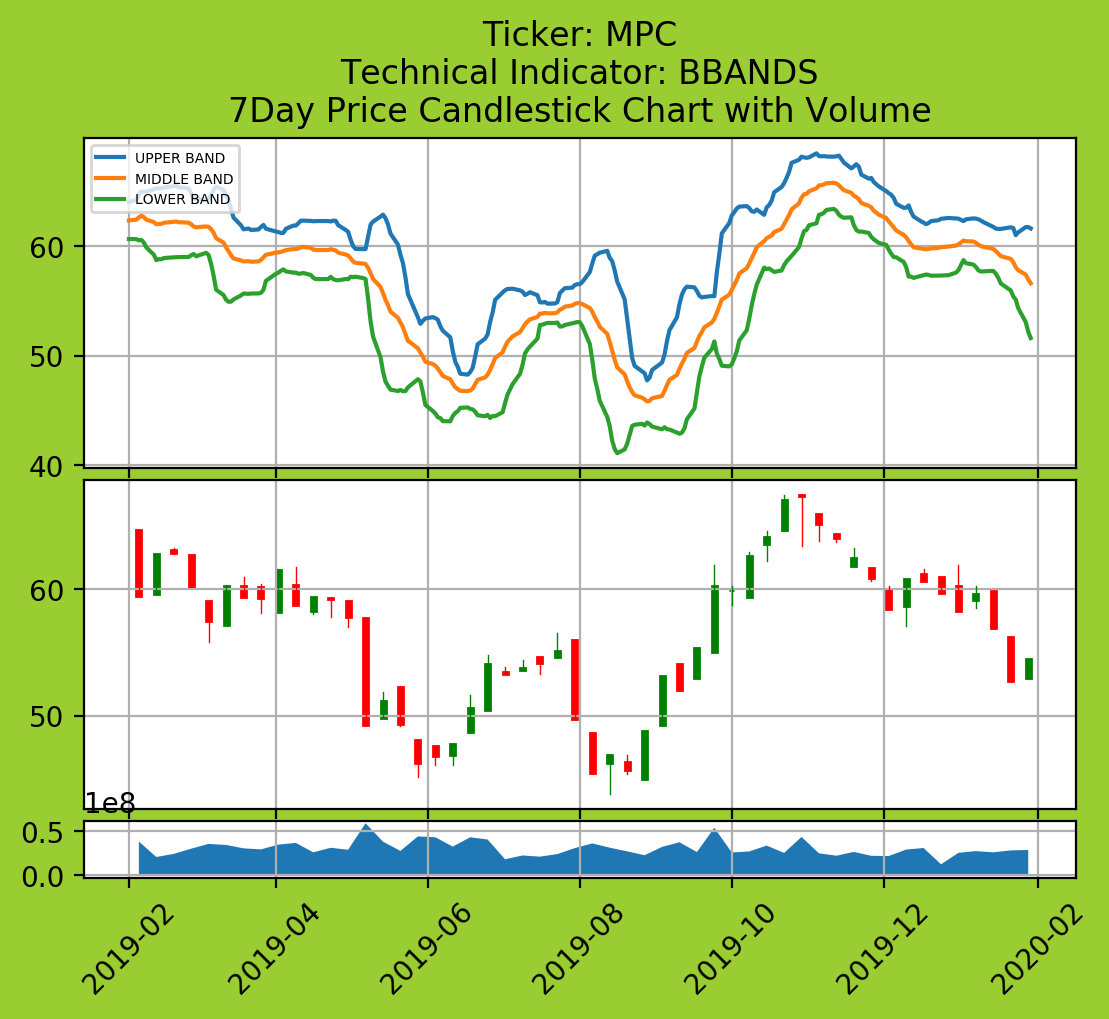 Ticker: MPC
Technical Indicator: BBANDS
7Day Price Candlestick Chart with Volume
UPPER BAND
MIDDLE BAND
LOWER BAND
60
50
40
60
50
1e8
0.5
0.0
2019-02
2019-04
2019-06
2019-08
2019-10
2019-12
2020-02